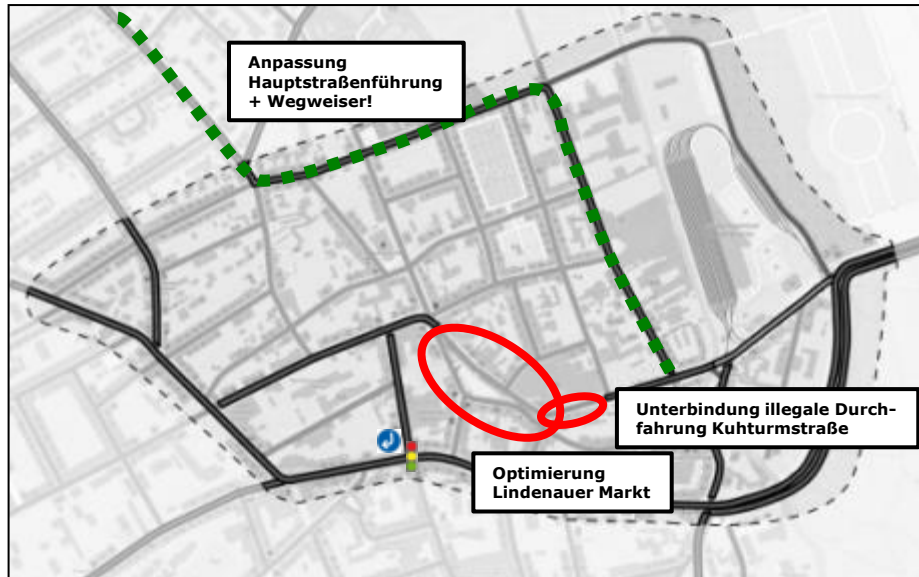 Anpassung
Hauptstraßenführung
+ Wegweiser!
Unterbindung illegale Durch-
fahrung Kuhturmstraße
Optimierung
Lindenauer Markt